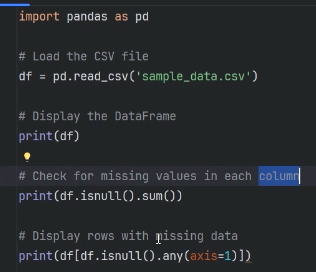 import pandas as pd
# Load the CSV file
df = pd.read_csv('sample_data.csv')
# Display the DataFrame
print(df)
# Check for missing values in each column
print(df.isnull().sum())
# Display rows with missing data
print(df[df.isnull().any(axis=1)])